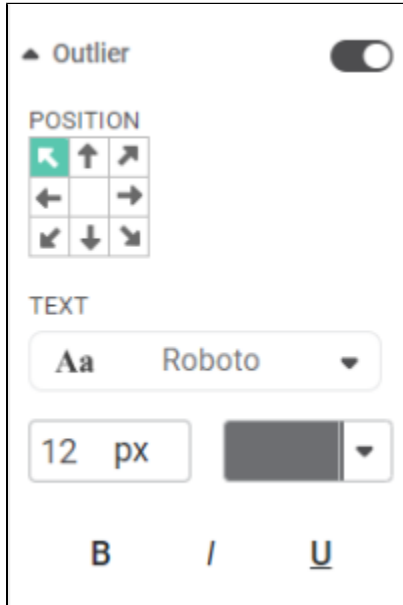 Outlier
POSITION
TEXT
Aa Roboto
12 px
B I U